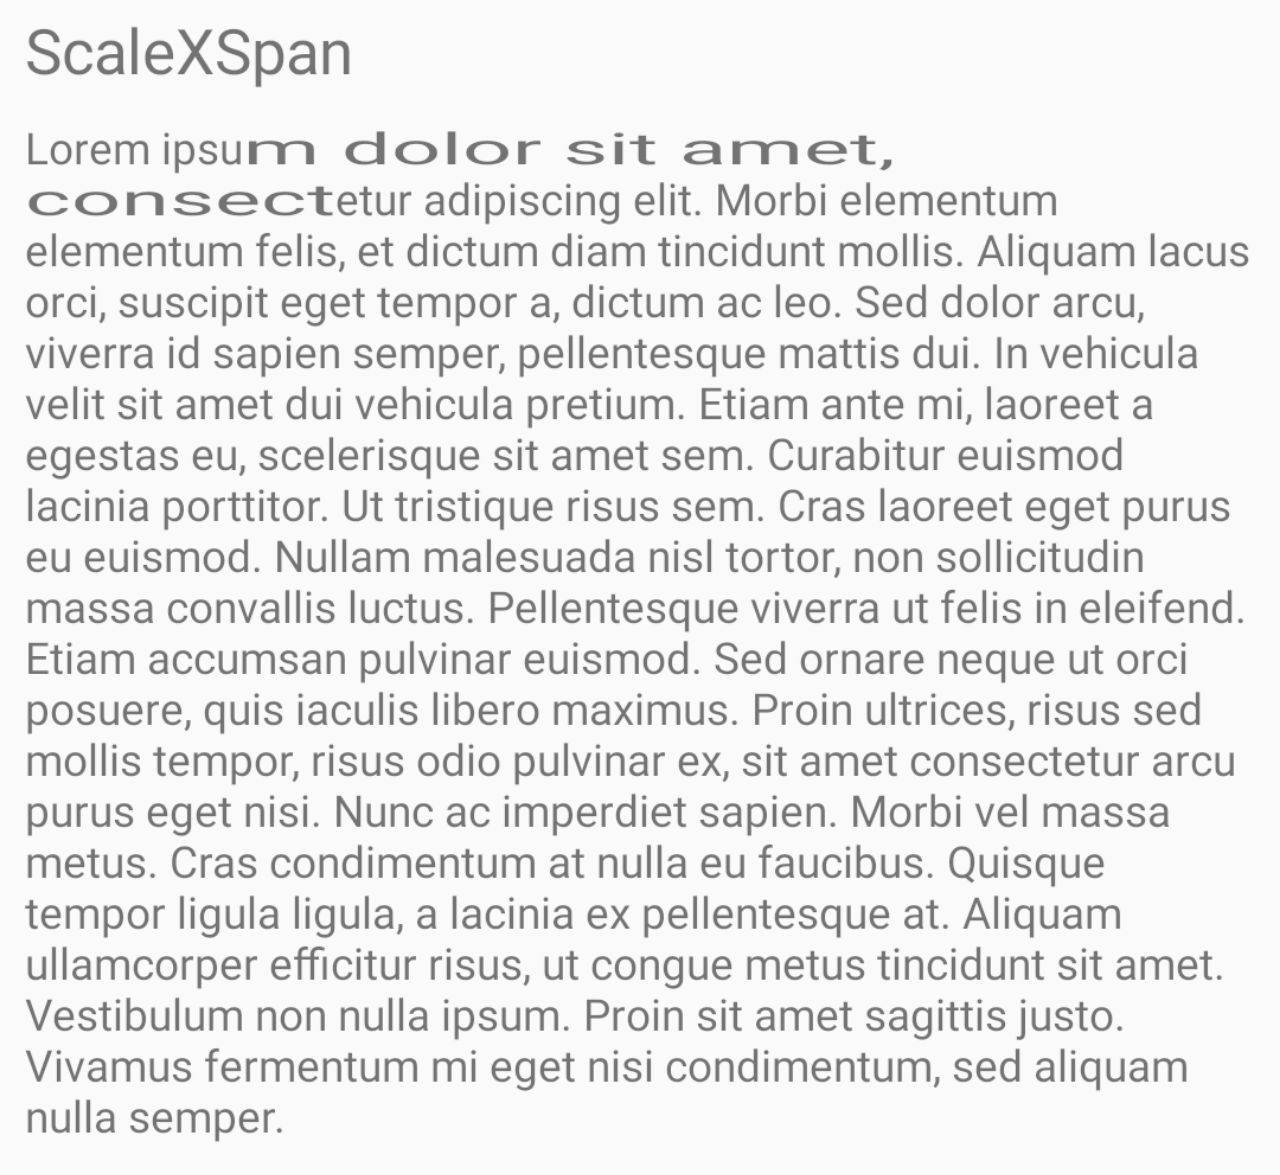 ScaleXSpan
Lorem ipsum dolor sit amet,
consectetur adipiscing elit. Morbi elementum
elementum felis, et dictum diam tincidunt mollis. Aliquam lacus
orci, suscipit eget tempor a, dictum ac leo. Sed dolor arcu,
viverra id sapien semper, pellentesque mattis dui. In vehicula
velit sit amet dui vehicula pretium. Etiam ante mi, laoreet a
egestas eu, scelerisque sit amet sem. Curabitur euismod
lacinia porttitor. Ut tristique risus sem. Cras laoreet eget purus
eu euismod. Nullam malesuada nisl tortor, non sollicitudin
massa convallis luctus. Pellentesque viverra ut felis in eleifend.
Etiam accumsan pulvinar euismod. Sed ornare neque ut orci
posuere, quis iaculis libero maximus. Proin ultrices, risus sed
mollis tempor, risus odio pulvinar ex, sit amet consectetur arcu
purus eget nisi. Nunc ac imperdiet sapien. Morbi vel massa
metus. Cras condimentum at nulla eu faucibus. Quisque
tempor ligula ligula, a lacinia ex pellentesque at. Aliquam
ullamcorper efficitur risus, ut congue metus tincidunt sit amet.
Vestibulum non nulla ipsum. Proin sit amet sagittis justo.
Vivamus fermentum mi eget nisi condimentum, sed aliquam
nulla semper.